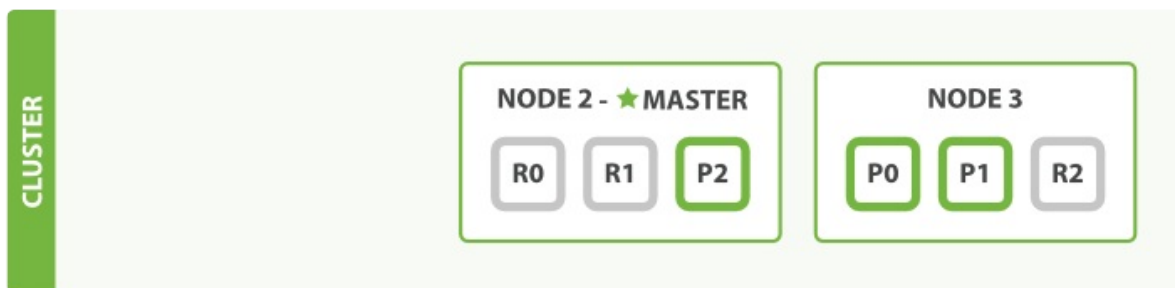 CLUSTER
NODE 2 - ★ MASTER
R0 R1 P2
NODE 3
P0 P1 R2